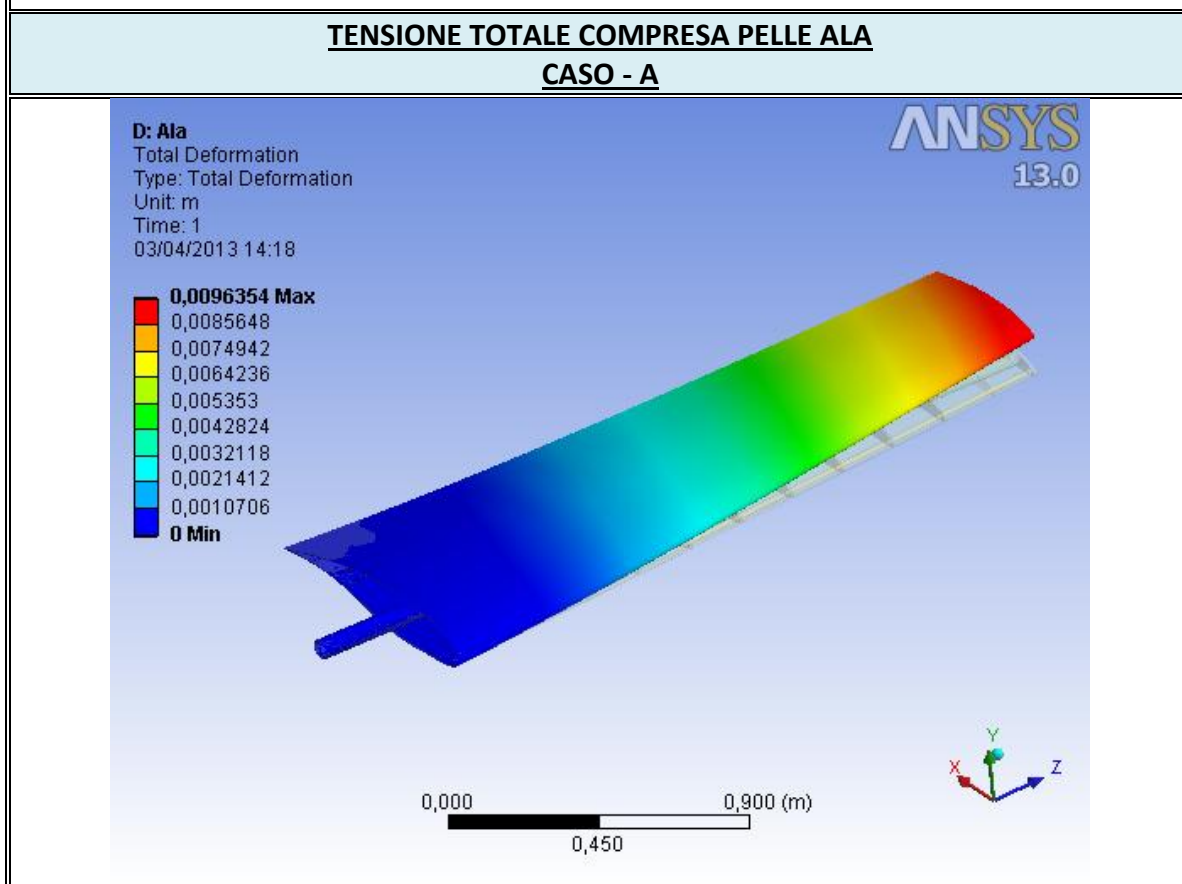 TENSIONE TOTALE COMPRESA PELLE ALA
CASO - A
D: Ala
Total Deformation
Type: Total Deformation
Unit: m
Time: 1
03/04/2013 14:18
ANSYS
13.0
0,0096354 Max
0,0085648
0,0074942
0,0064236
0,005353
0,0042824
0,0032118
0,0021412
0,0010706
0 Min
Y
X
Z
0,000
0,900 (m)
0,450